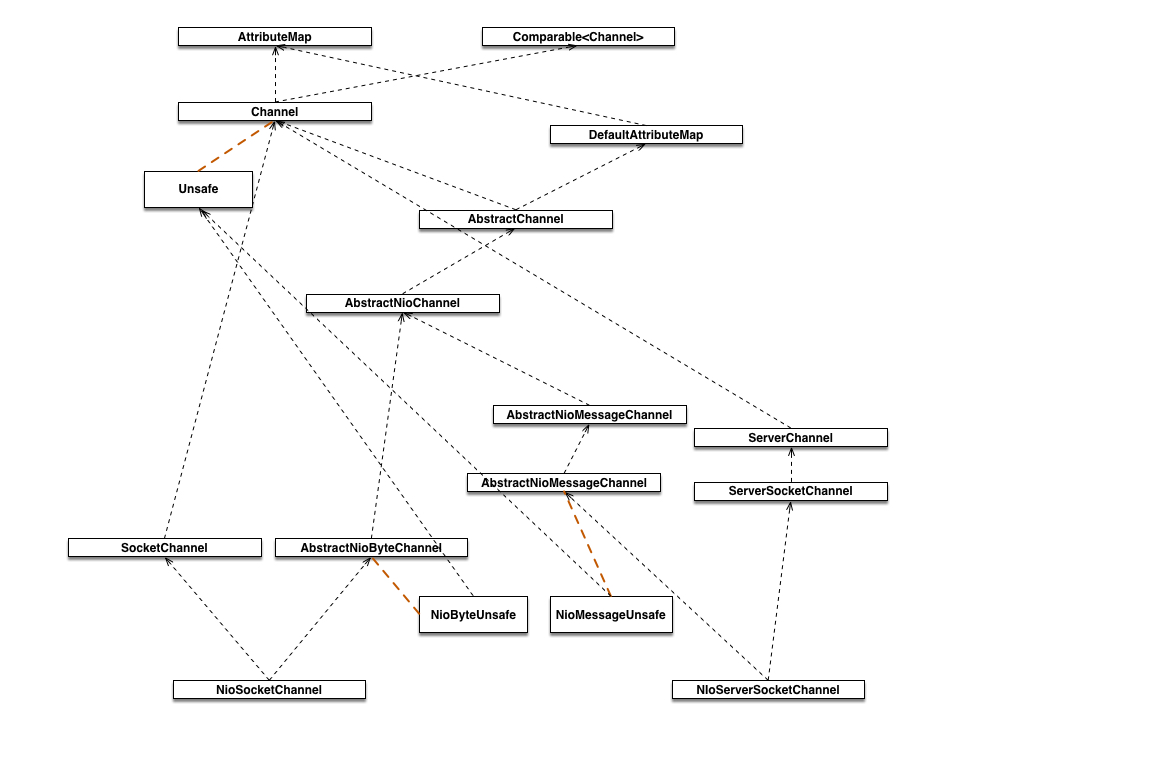 AttributeMap
Comparable<Channel>
Channel
DefaultAttributeMap
Unsafe
AbstractChannel
AbstractNioChannel
AbstractNioMessageChannel
ServerChannel
AbstractNioMessageChannel
ServerSocketChannel
SocketChannel
AbstractNioByteChannel
NioByteUnsafe
NioMessageUnsafe
NioSocketChannel
NIoServerSocketChannel